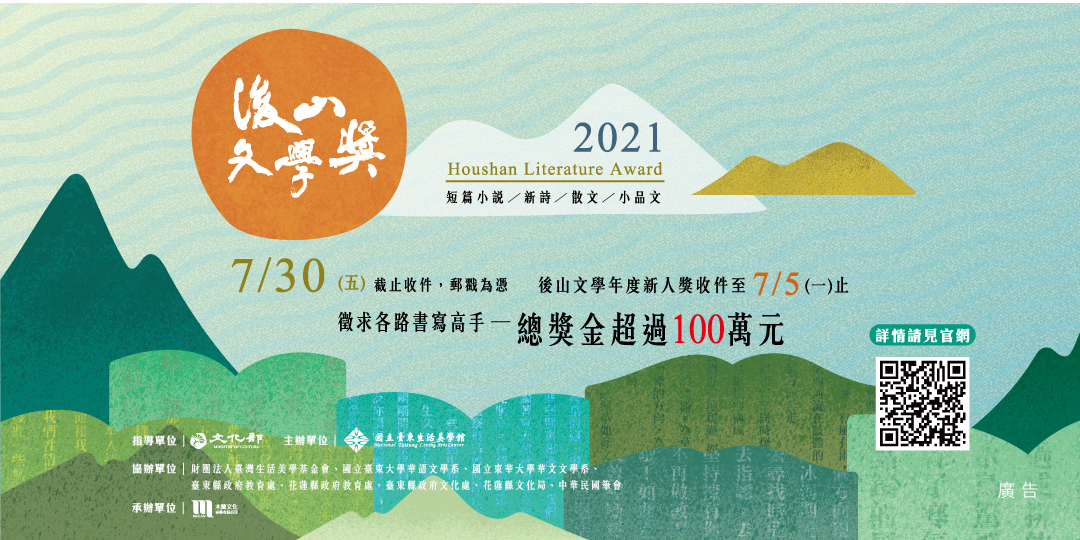 後山
文學獎
2021
Houshan Literature Award
短篇小說／新詩／散文／小品文
7/30 (五) 截止收件，郵戳為憑 後山文學年度新人獎收件至 7/5 (一)止
徵求各路書寫高手─總獎金超過100萬元
詳情請見官網
指導單位｜文化部 MINISTRY OF CULTURE 主辦單位｜國立臺東生活美學館 National Taitung Living Arts Center
協辦單位｜財團法人臺灣生活美學基金會、國立臺東大學華語文學系、國立東華大學華文文學系、
臺東縣政府教育處、花蓮縣政府教育處、臺東縣政府文化處、花蓮縣文化局、中華民國筆會
承辦單位｜木蘭文化
廣告